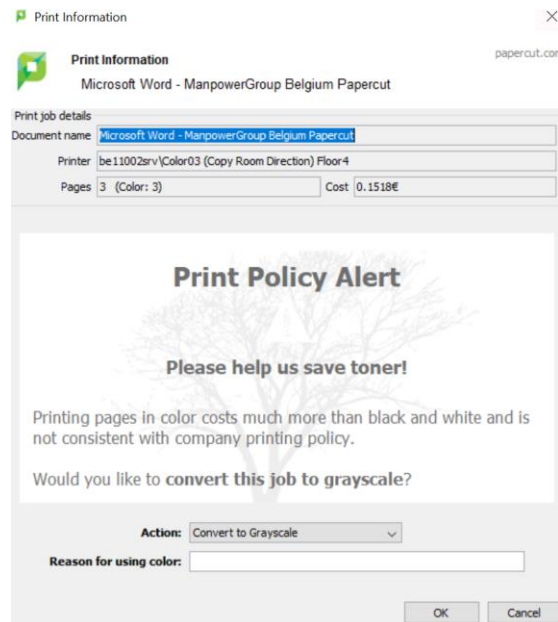 Print Information
papercut.com
Print Information
Microsoft Word - ManpowerGroup Belgium Papercut
Print job details
Document name Microsoft Word - ManpowerGroup Belgium Papercut
Printer be11002srv\Color03 (Copy Room Direction) Floor4
Pages 3 (Color: 3) Cost 0.1518€
Print Policy Alert
Please help us save toner!
Printing pages in color costs much more than black and white and is
not consistent with company printing policy.
Would you like to convert this job to grayscale?
Action: Convert to Grayscale
Reason for using color:
OK Cancel